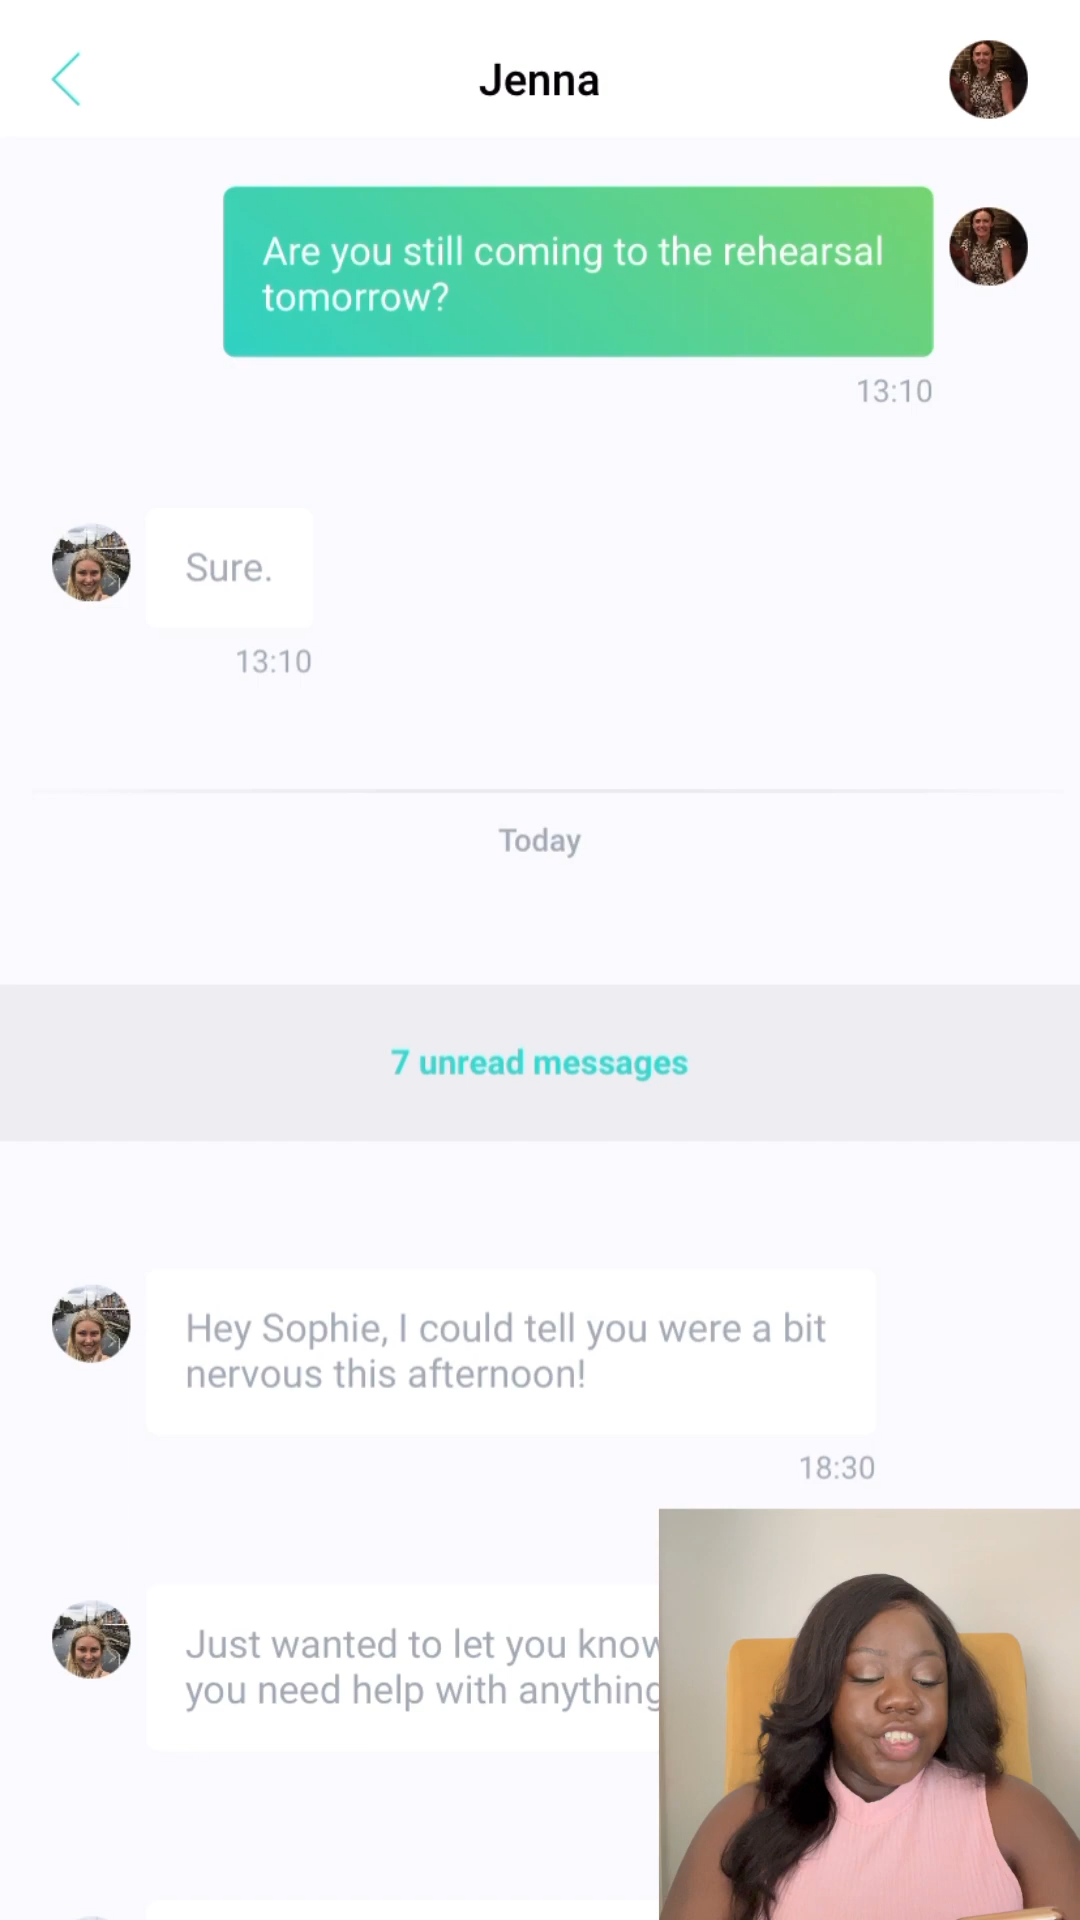 Jenna
Are you still coming to the rehearsal
tomorrow?
13:10
Sure.
13:10
Today
7 unread messages
Hey Sophie, I could tell you were a bit
nervous this afternoon!
18:30
Just wanted to let you know
you need help with anything